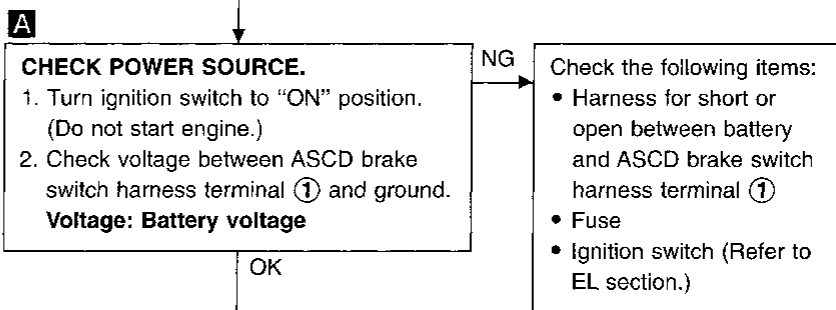 A
CHECK POWER SOURCE.
1. Turn ignition switch to “ON” position.
(Do not start engine.)
2. Check voltage between ASCD brake
switch harness terminal ① and ground.
Voltage: Battery voltage
OK
NG
Check the following items:
• Harness for short or
open between battery
and ASCD brake switch
harness terminal ①
• Fuse
• Ignition switch (Refer to
EL section.)